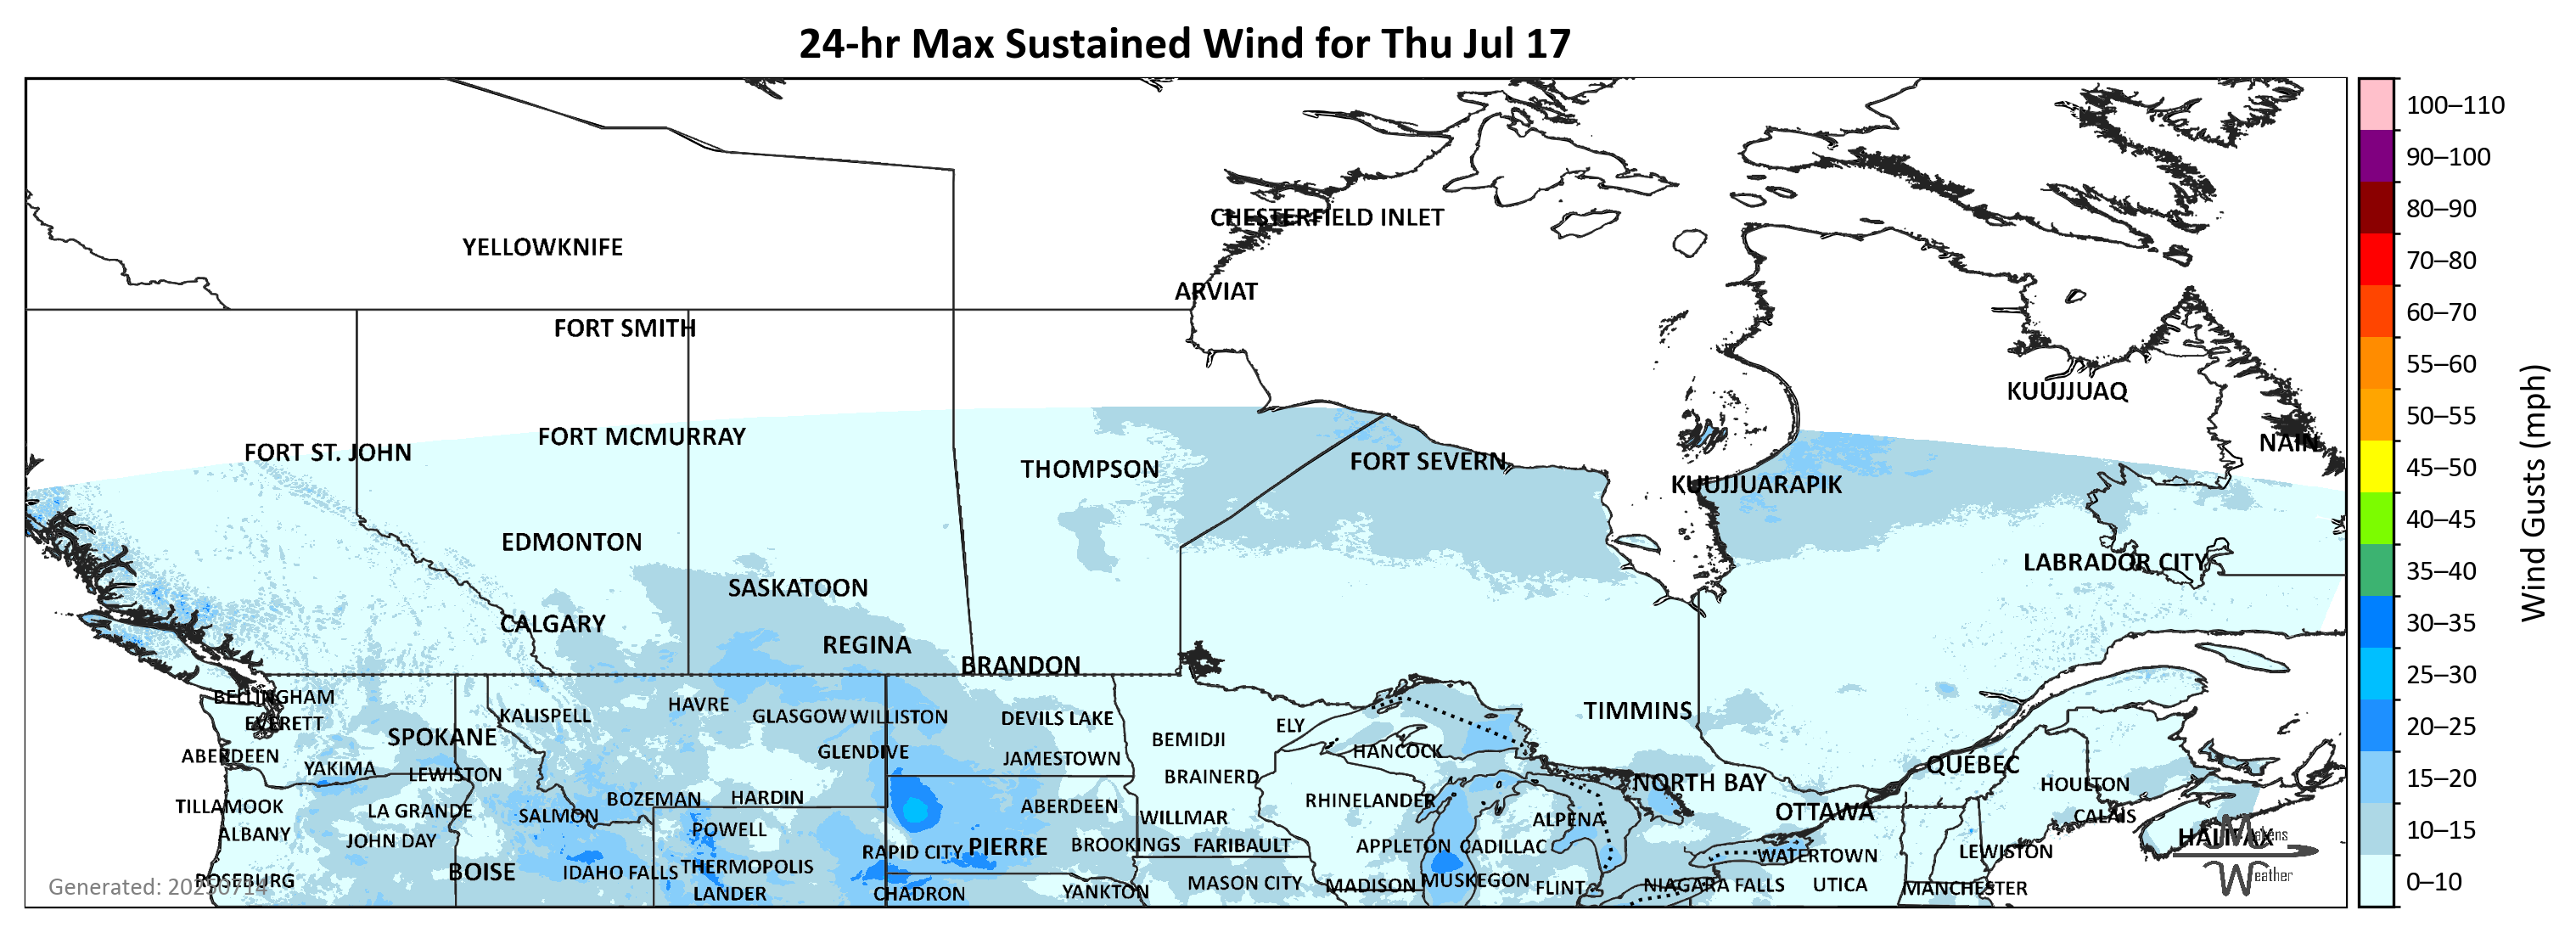 24-hr Max Sustained Wind for Thu Jul 17
100–110
90–100
80–90
70–80
60–70
55–60
50–55
45–50
40–45
35–40
30–35
25–30
20–25
15–20
10–15
0–10
Wind Gusts (mph)
CHESTERFIELD INLET
YELLOWKNIFE
ARVIAT
FORT SMITH
KUUJJUAQ
FORT MCMURRAY
NAIN
FORT ST. JOHN
FORT SEVERN
THOMPSON
KUUJJUARAPIK
EDMONTON
LABRADOR CITY
SASKATOON
CALGARY
REGINA
BRANDON
BELLINGHAM
HAVRE
TIMMINS
KALISPELL
GLASGOW
WILLISTON
DEVILS LAKE
EVERETT
ELY
SPOKANE
BEMIDJI
HANCOCK
GLENDIVE
ABERDEEN
JAMESTOWN
QUÉBEC
YAKIMA
LEWISTON
BRAINERD
NORTH BAY
HOULTON
BOZEMAN
HARDIN
RHINELANDER
TILLAMOOK
LA GRANDE
ABERDEEN
SALMON
WILLMAR
ALPENA
OTTAWA
CALAIS
POWELL
ALBANY
HALIFAX
JOHN DAY
PIERRE
BROOKINGS
FARIBAULT
APPLETON
CADILLAC
RAPID CITY
WATERTOWN
LEWISTON
THERMOPOLIS
BOISE
IDAHO FALLS
ROSEBURG
MUSKEGON
MASON CITY
MADISON
FLINT
NIAGARA FALLS
UTICA
MANCHESTER
LANDER
CHADRON
YANKTON
Generated: 20250714
Makens
Weather